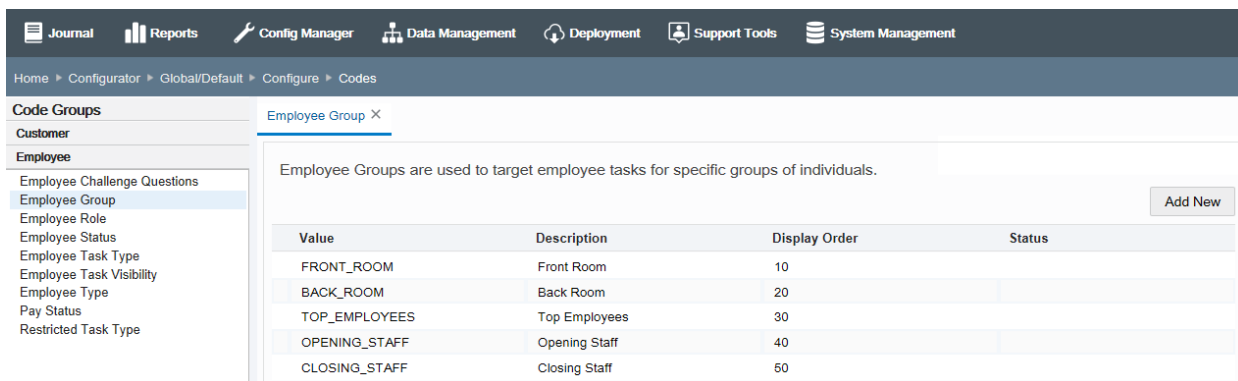 Journal Reports Config Manager Data Management Deployment Support Tools System Management
Home Configurator Global/Default Configure Codes
Code Groups
Customer
Employee
Employee Challenge Questions
Employee Group
Employee Role
Employee Status
Employee Task Type
Employee Task Visibility
Employee Type
Pay Status
Restricted Task Type
Employee Group
Employee Groups are used to target employee tasks for specific groups of individuals.
Add New
Value Description Display Order Status
FRONT_ROOM Front Room 10
BACK_ROOM Back Room 20
TOP_EMPLOYEES Top Employees 30
OPENING_STAFF Opening Staff 40
CLOSING_STAFF Closing Staff 50